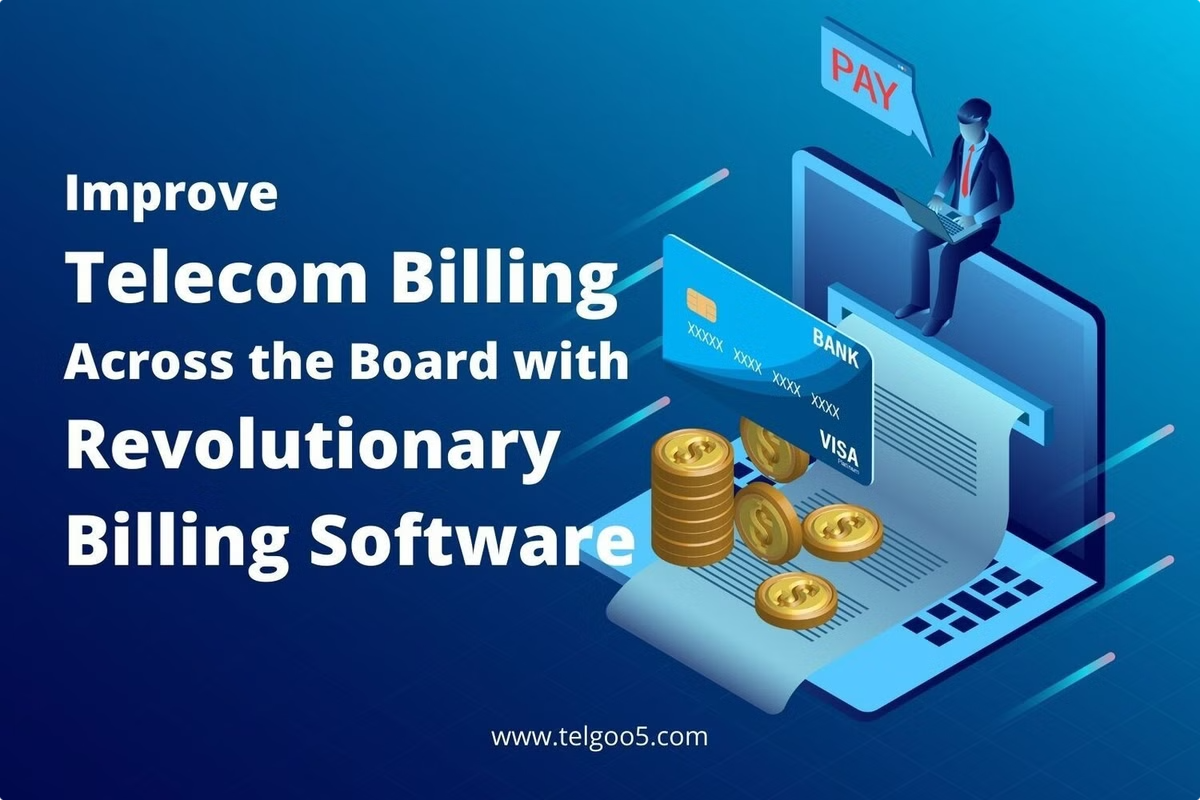 Improve
Telecom Billing
Across the Board with
Revolutionary
Billing Software
PAY
BANK
XXXXX XXXX XXXX XXXX
VISA
Platinum
www.telgoo5.com